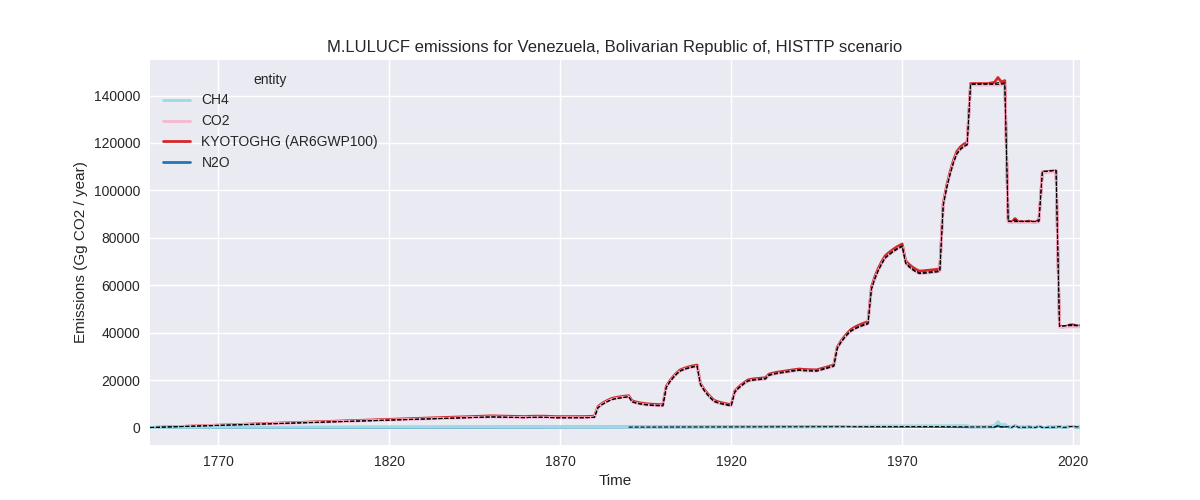 M.LULUCF emissions for Venezuela, Bolivarian Republic of, HISTTP scenario
entity
CH4
CO2
KYOTOGHG (AR6GWP100)
N2O
Emissions (Gg CO2 / year)
140000
120000
100000
80000
60000
40000
20000
0
1770
1820
1870
1920
1970
2020
Time